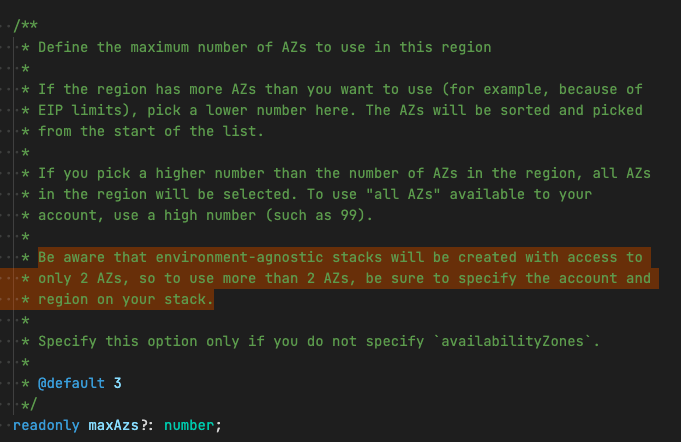 /**
* Define the maximum number of AZs to use in this region
*
* If the region has more AZs than you want to use (for example, because of
* EIP limits), pick a lower number here. The AZs will be sorted and picked
* from the start of the list.
*
* If you pick a higher number than the number of AZs in the region, all AZs
* in the region will be selected. To use "all AZs" available to your
* account, use a high number (such as 99).
*
* Be aware that environment-agnostic stacks will be created with access to
* only 2 AZs, so to use more than 2 AZs, be sure to specify the account and
* region on your stack.
*
* Specify this option only if you do not specify `availabilityZones`.
*
* @default 3
*/
readonly maxAzs?: number;